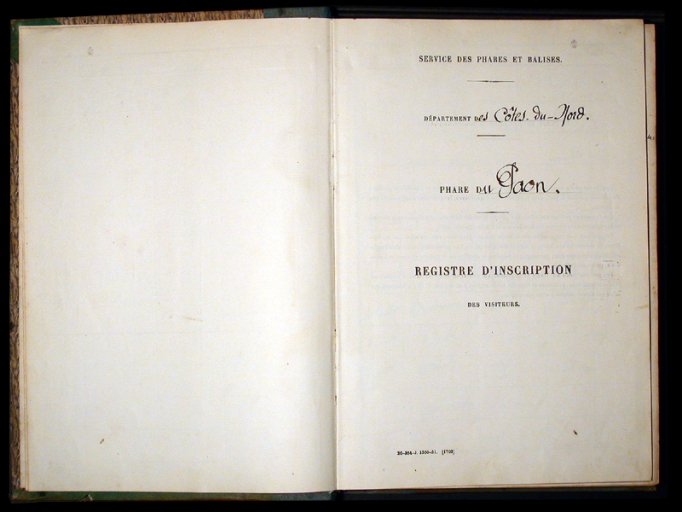 SERVICE DES PHARES ET BALISES.
DÉPARTEMENT Des Côtes-du-Nord.
PHARE DU Paon.
REGISTRE D'INSCRIPTION
DES VISITEURS.